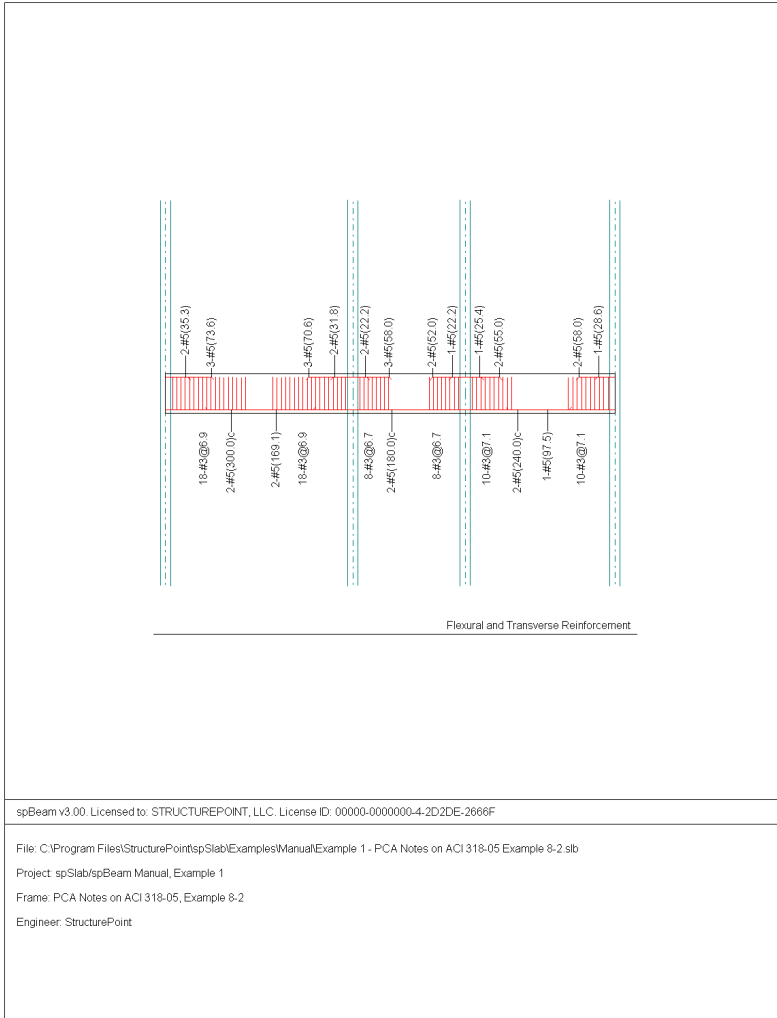 2-#5(35.3)
3-#5(73.6)
3-#5(70.6)
2-#5(31.8)
2-#5(22.2)
3-#5(58.0)
2-#5(52.0)
1-#5(22.2)
1-#5(25.4)
2-#5(55.0)
2-#5(58.0)
1-#5(28.6)
18-#3@6.9
2-#5(300.0)c
2-#5(169.1)
18-#3@6.9
8-#3@6.7
2-#5(180.0)c
8-#3@6.7
10-#3@7.1
2-#5(240.0)c
1-#5(97.5)
10-#3@7.1
Flexural and Transverse Reinforcement
spBeam v3.00. Licensed to: STRUCTUREPOINT, LLC. License ID: 00000-0000000-4-2D2DE-2666F
File: C:\Program Files\StructurePoint\spSlab\Examples\Manual\Example 1 - PCA Notes on ACI 318-05 Example 8-2.slb
Project: spSlab/spBeam Manual, Example 1
Frame: PCA Notes on ACI 318-05, Example 8-2
Engineer: StructurePoint